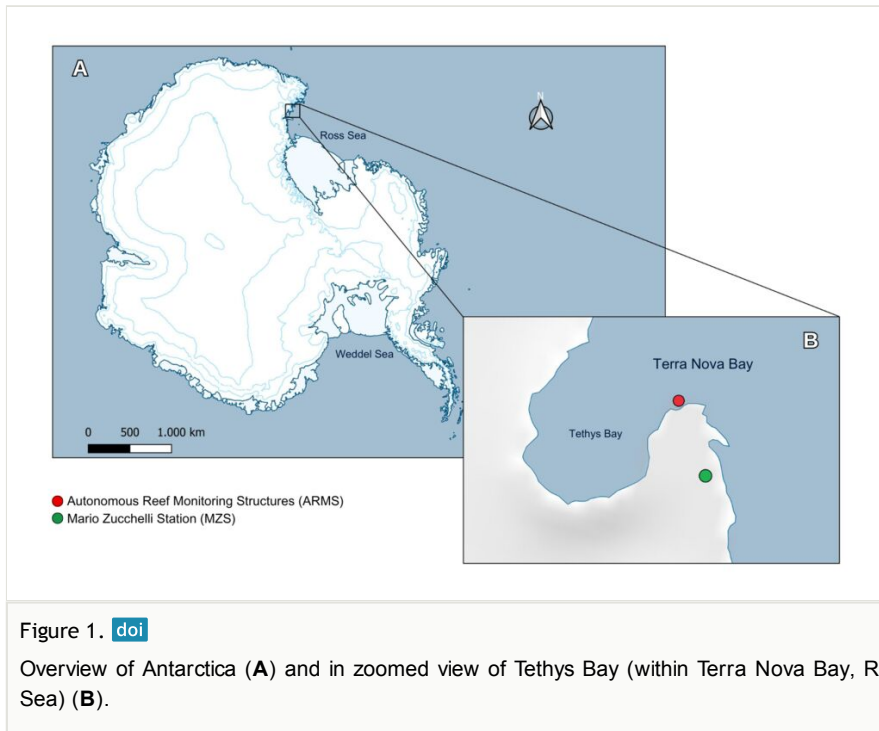 A
N
Ross Sea
Weddel Sea
0 500 1.000 km
B
Terra Nova Bay
Tethys Bay
Autonomous Reef Monitoring Structures (ARMS)
Mario Zucchelli Station (MZS)
Figure 1. doi
Overview of Antarctica (A) and in zoomed view of Tethys Bay (within Terra Nova Bay, R
Sea) (B).